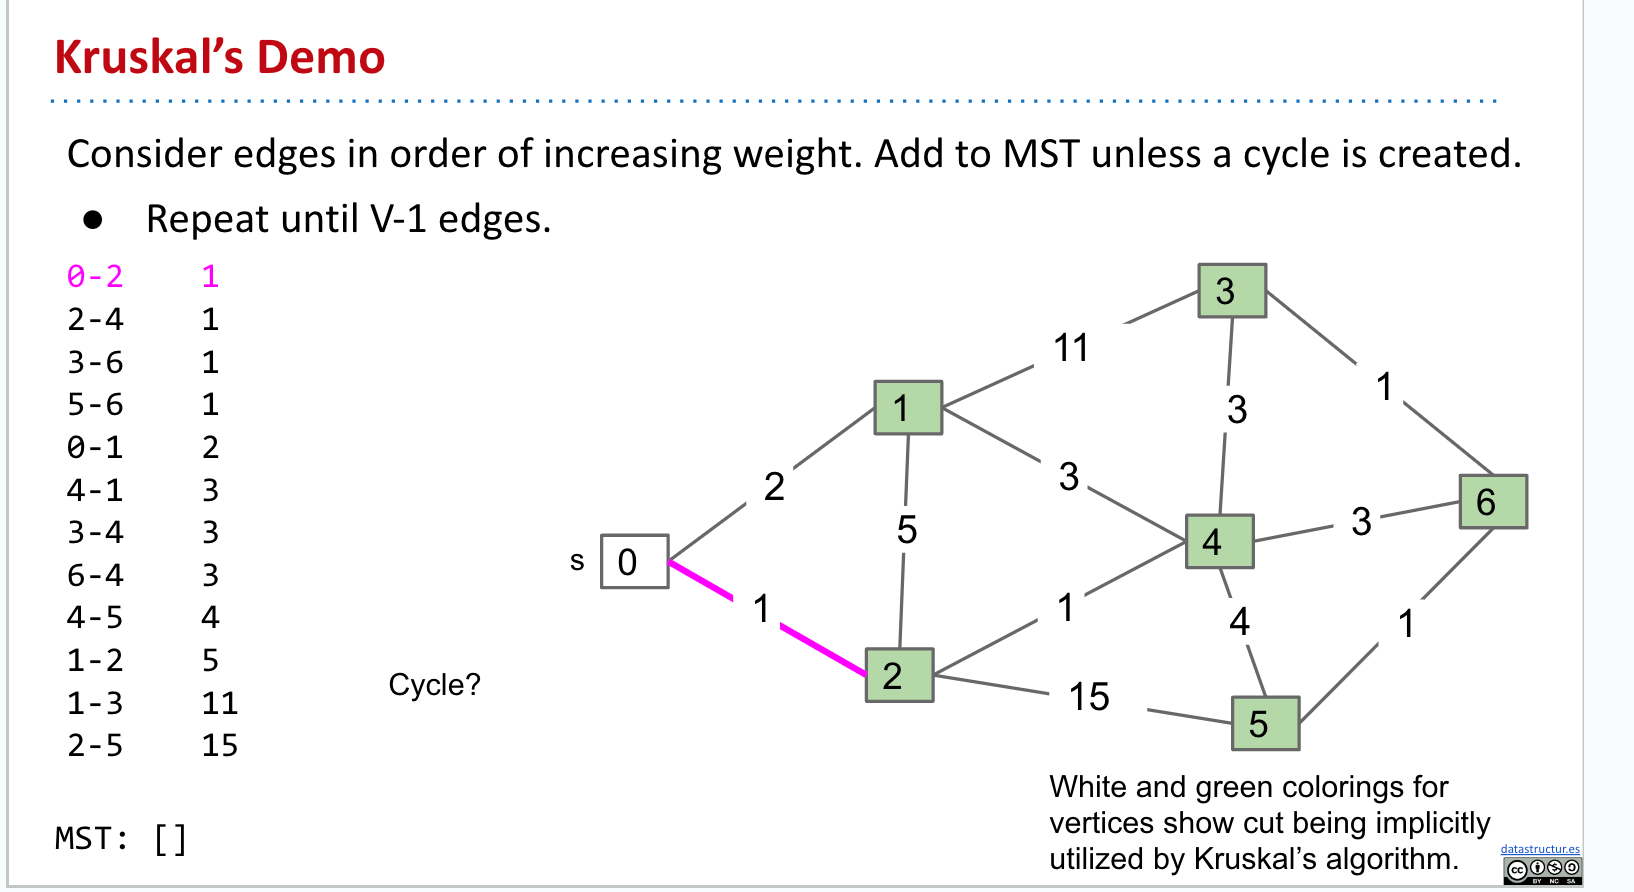 Kruskal's Demo
Consider edges in order of increasing weight. Add to MST unless a cycle is created.
● Repeat until V-1 edges.
0-2 1
2-4 1
3-6 1
5-6 1
0-1 2
4-1 3
3-4 3
6-4 3
4-5 4
1-2 5
1-3 11
2-5 15
Cycle?
MST: []
3
11
1
1
3
3
2
6
3
5
4
s 0
1
1
4
1
2
15
5
White and green colorings for
vertices show cut being implicitly
utilized by Kruskal's algorithm.
datastructur.es
cc
BY NC SA